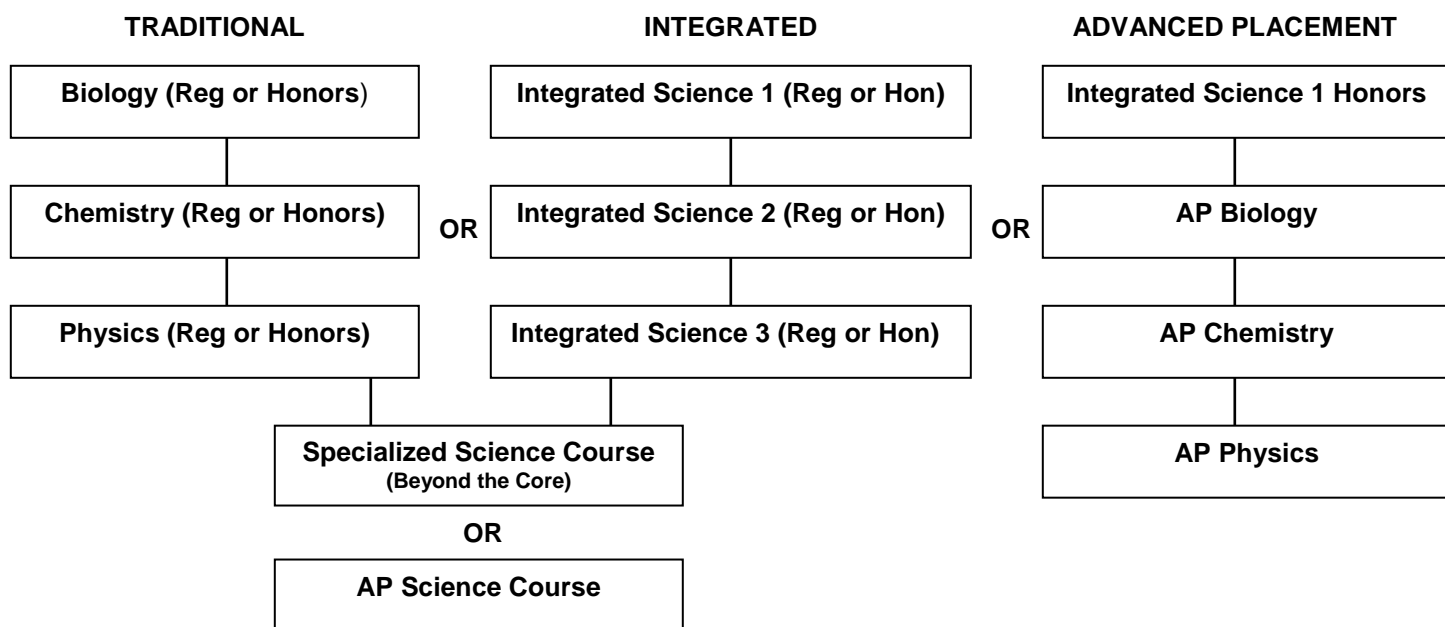 TRADITIONAL
INTEGRATED
ADVANCED PLACEMENT
Biology (Reg or Honors)
Integrated Science 1 (Reg or Hon)
Integrated Science 1 Honors
Chemistry (Reg or Honors)
OR
Integrated Science 2 (Reg or Hon)
OR
AP Biology
Physics (Reg or Honors)
Integrated Science 3 (Reg or Hon)
AP Chemistry
Specialized Science Course
(Beyond the Core)
AP Physics
OR
AP Science Course